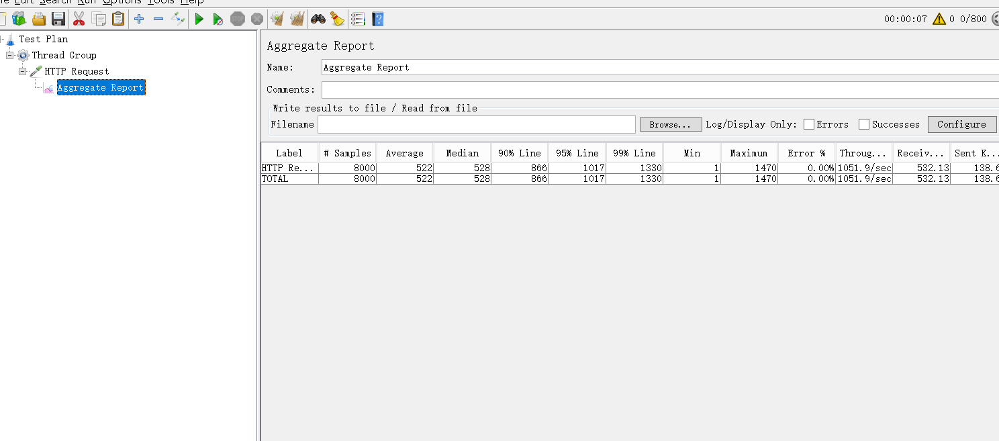 Edit Search Run Options Tools Help
STOP 00:00:07 0 0/800
Test Plan
Thread Group
HTTP Request
Aggregate Report
Aggregate Report
Name: Aggregate Report
Comments:
Write results to file / Read from file
Filename Browse... Log/Display Only: Errors Successes Configure
Label # Samples Average Median 90% Line 95% Line 99% Line Min Maximum Error % Throug... Receiv... Sent K...
HTTP Re... 8000 522 528 866 1017 1330 1 1470 0.00% 1051.9/sec 532.13 138.6
TOTAL 8000 522 528 866 1017 1330 1 1470 0.00% 1051.9/sec 532.13 138.6